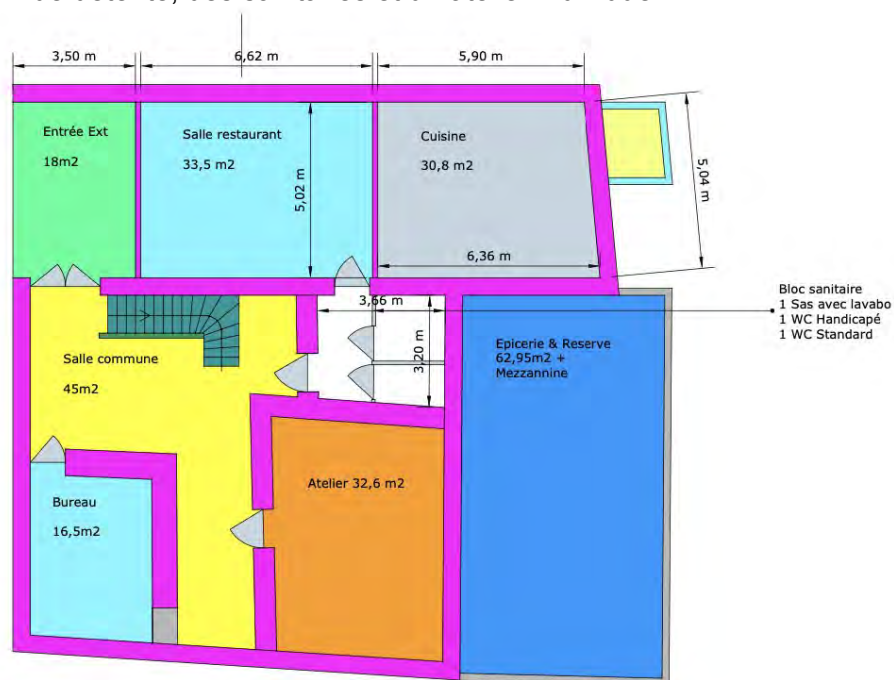 3,50 m
6,62 m
5,90 m
Entrée Ext
18m2
Salle restaurant
33,5 m2
5,02 m
Cuisine
30,8 m2
6,36 m
5,04 m
Bloc sanitaire
1 Sas avec lavabo
1 WC Handicapé
1 WC Standard
3,66 m
3,20 m
Salle commune
45m2
Epicerie & Reserve
62,95m2 +
Mezzannine
Atelier 32,6 m2
Bureau
16,5m2